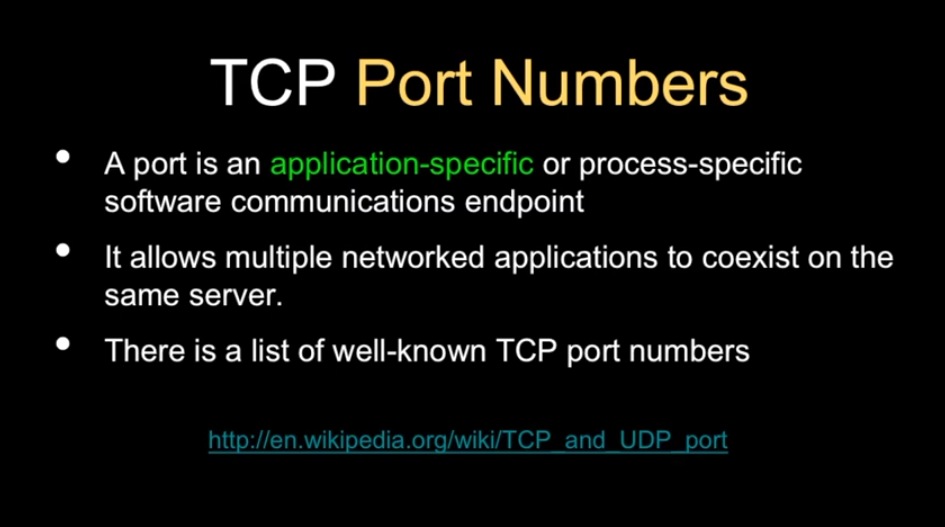 TCP Port Numbers
• A port is an application-specific or process-specific
software communications endpoint
• It allows multiple networked applications to coexist on the
same server.
• There is a list of well-known TCP port numbers
http://en.wikipedia.org/wiki/TCP_and_UDP_port